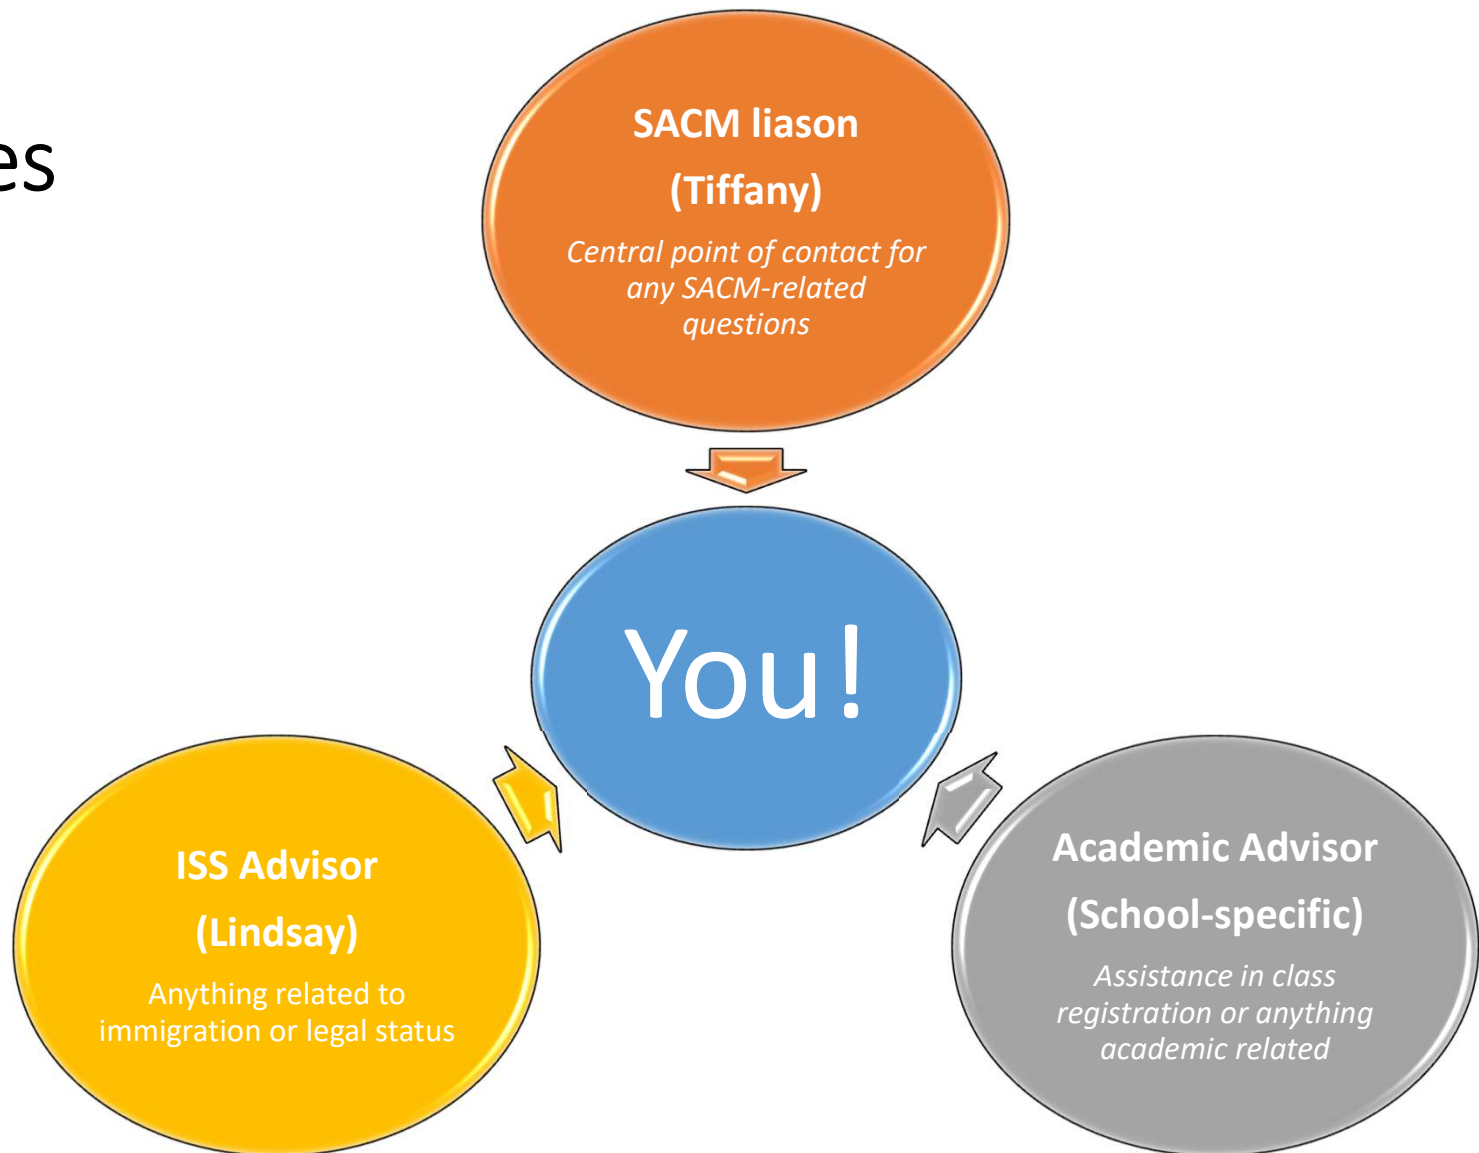 es
SACM liason
(Tiffany)
Central point of contact for
any SACM-related
questions
You!
ISS Advisor
(Lindsay)
Anything related to
immigration or legal status
Academic Advisor
(School-specific)
Assistance in class
registration or anything
academic related